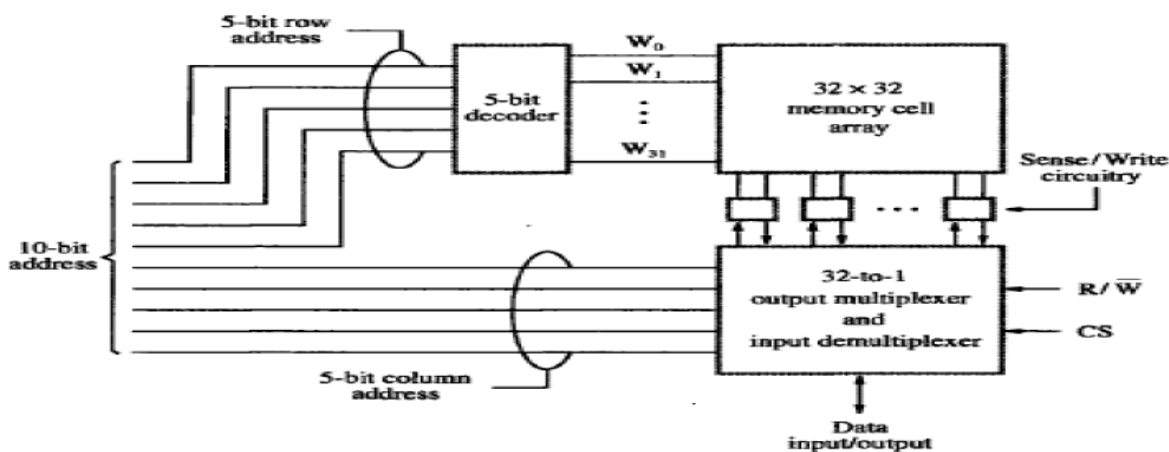 5-bit row
address
5-bit
decoder
W0
W1
W31
32 × 32
memory cell
array
Sense/Write
circuitry
10-bit
address
32-to-1
output multiplexer
and
input demultiplexer
R/W̅
CS
5-bit column
address
Data
input/output